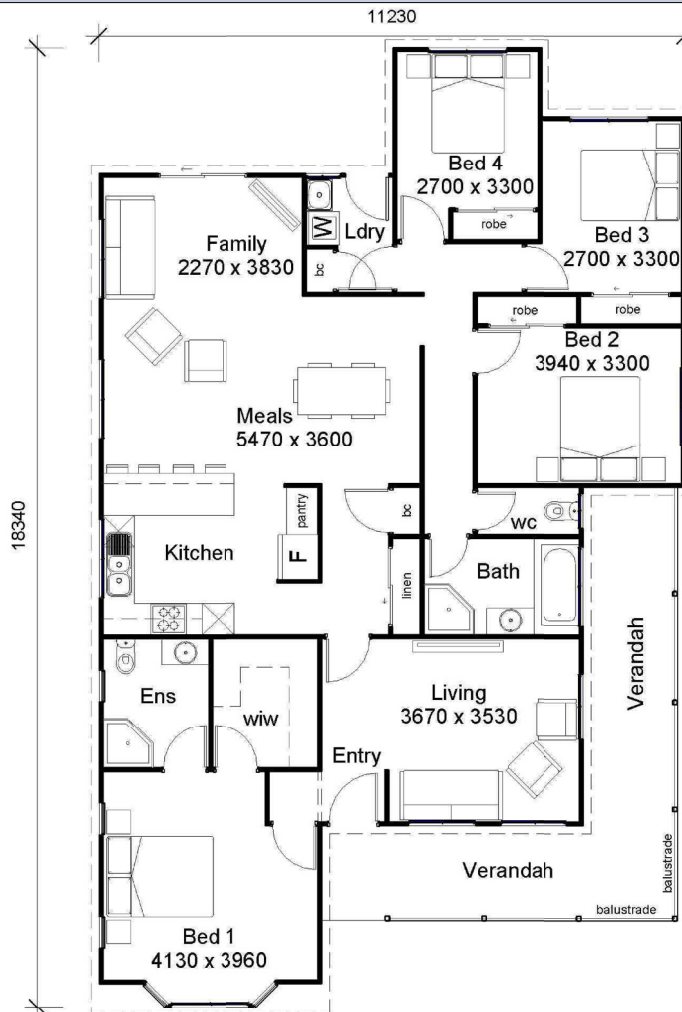 11230
18340
Bed 4
2700 x 3300
robe
Bed 3
2700 x 3300
robe
robe
Family
2270 x 3830
W
Ldry
bc
Bed 2
3940 x 3300
Meals
5470 x 3600
pantry
F
bc
wc
Kitchen
linen
Bath
Verandah
Ens
wiw
Living
3670 x 3530
Entry
Verandah
balustrade
balustrade
Bed 1
4130 x 3960